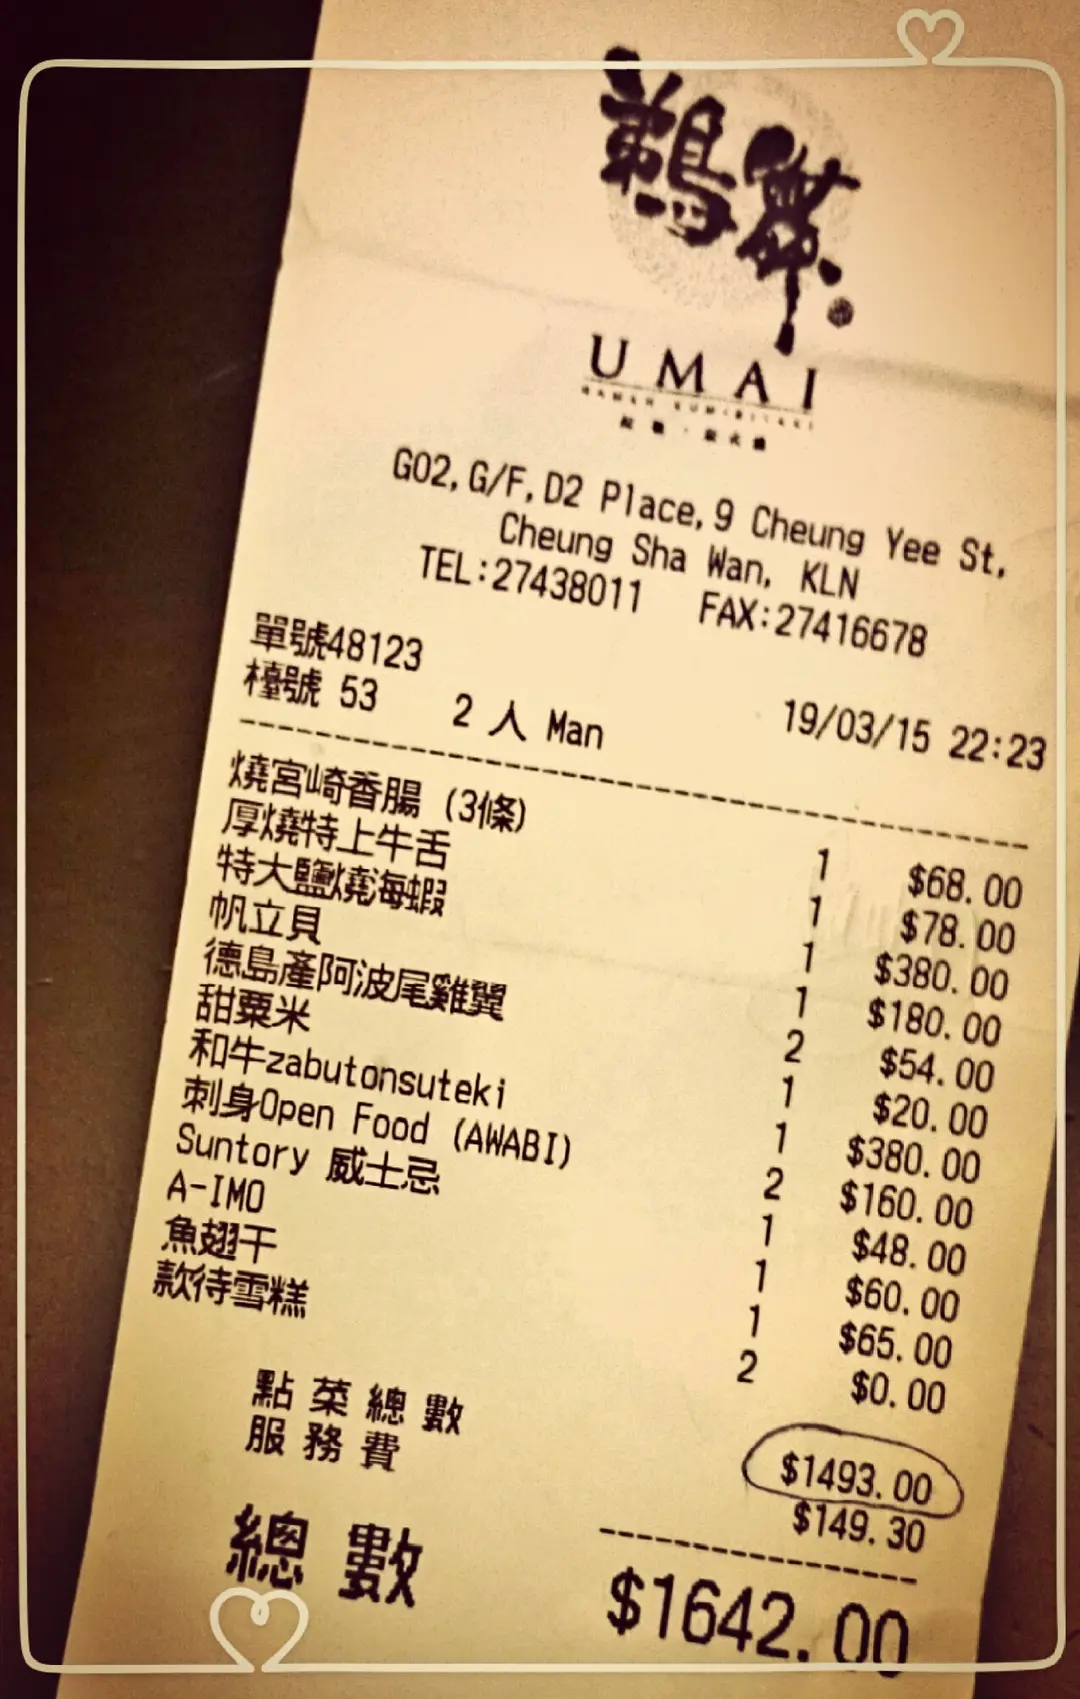 UMAI
G02, G/F, D2 Place, 9 Cheung Yee St,
Cheung Sha Wan, KLN
TEL:27438011 FAX:27416678
單號48123
檯號 53 2 人 Man 19/03/15 22:23
燒宮崎香腸 (3條) 1 $68.00
厚燒特上牛舌 1 $78.00
特大鹽燒海蝦 1 $380.00
帆立貝 1 $180.00
德島產阿波尾雞翼 2 $54.00
甜粟米 1 $20.00
和牛zabutonsuteki 1 $380.00
刺身Open Food (AWABI) 2 $160.00
Suntory 威士忌 1 $48.00
A-IMO 1 $60.00
魚翅干 1 $65.00
款待雪糕 2 $0.00
點菜總數 $1493.00
服務費 $149.30
總數 $1642.00